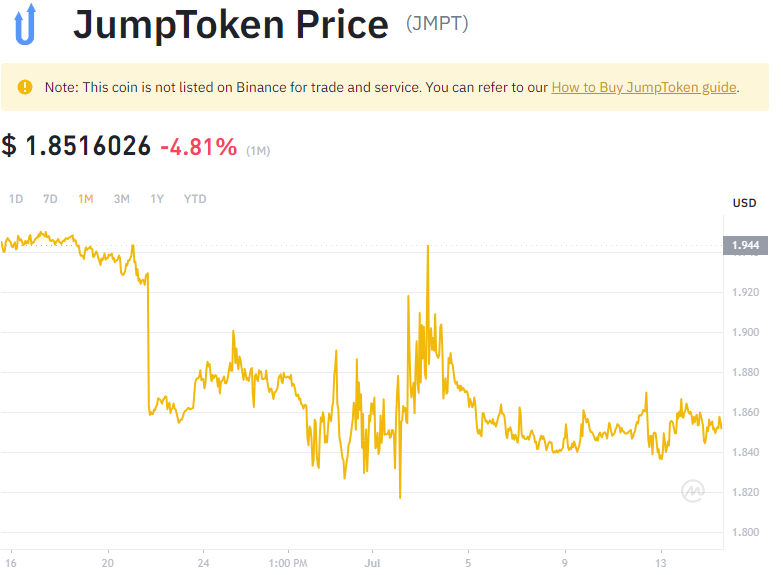 JumpToken Price (JMPT)
Note: This coin is not listed on Binance for trade and service. You can refer to our How to Buy JumpToken guide.
$ 1.8516026 -4.81% (1M)
1D 7D 1M 3M 1Y YTD
USD
1.944
1.920
1.900
1.880
1.860
1.840
1.820
1.800
16 20 24 1:00 PM Jul 5 9 13